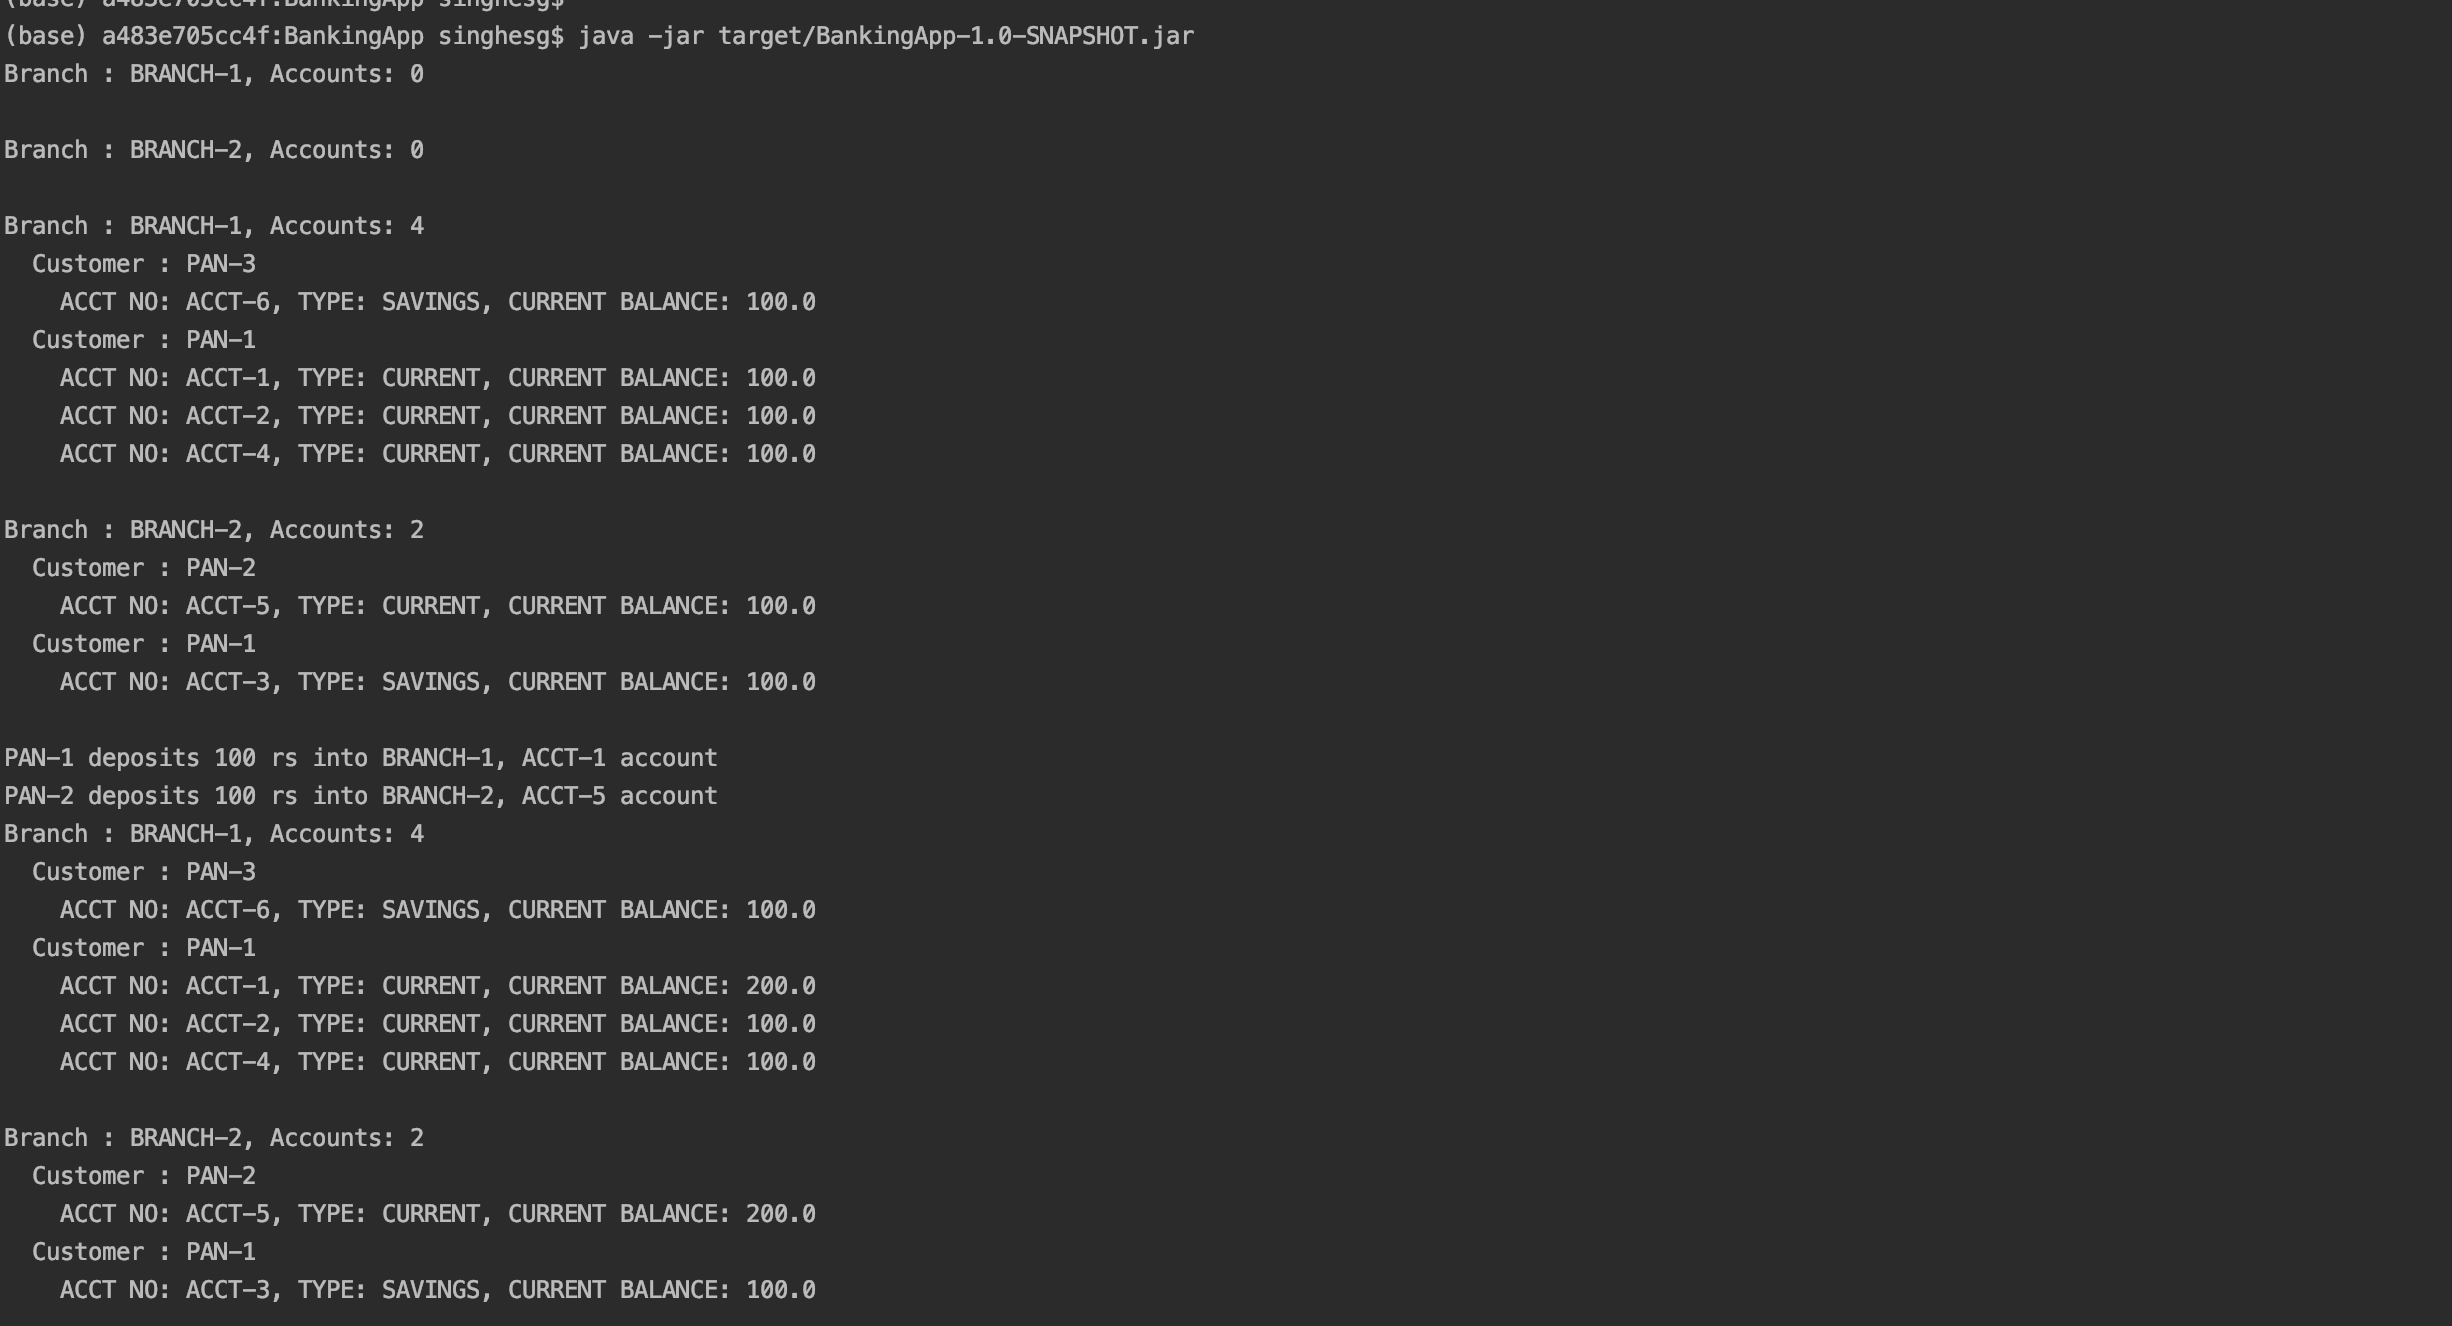 (base) a483e705cc4f:BankingApp singhesg$
(base) a483e705cc4f:BankingApp singhesg$ java -jar target/BankingApp-1.0-SNAPSHOT.jar
Branch : BRANCH-1, Accounts: 0
Branch : BRANCH-2, Accounts: 0
Branch : BRANCH-1, Accounts: 4
Customer : PAN-3
ACCT NO: ACCT-6, TYPE: SAVINGS, CURRENT BALANCE: 100.0
Customer : PAN-1
ACCT NO: ACCT-1, TYPE: CURRENT, CURRENT BALANCE: 100.0
ACCT NO: ACCT-2, TYPE: CURRENT, CURRENT BALANCE: 100.0
ACCT NO: ACCT-4, TYPE: CURRENT, CURRENT BALANCE: 100.0
Branch : BRANCH-2, Accounts: 2
Customer : PAN-2
ACCT NO: ACCT-5, TYPE: CURRENT, CURRENT BALANCE: 100.0
Customer : PAN-1
ACCT NO: ACCT-3, TYPE: SAVINGS, CURRENT BALANCE: 100.0
PAN-1 deposits 100 rs into BRANCH-1, ACCT-1 account
PAN-2 deposits 100 rs into BRANCH-2, ACCT-5 account
Branch : BRANCH-1, Accounts: 4
Customer : PAN-3
ACCT NO: ACCT-6, TYPE: SAVINGS, CURRENT BALANCE: 100.0
Customer : PAN-1
ACCT NO: ACCT-1, TYPE: CURRENT, CURRENT BALANCE: 200.0
ACCT NO: ACCT-2, TYPE: CURRENT, CURRENT BALANCE: 100.0
ACCT NO: ACCT-4, TYPE: CURRENT, CURRENT BALANCE: 100.0
Branch : BRANCH-2, Accounts: 2
Customer : PAN-2
ACCT NO: ACCT-5, TYPE: CURRENT, CURRENT BALANCE: 200.0
Customer : PAN-1
ACCT NO: ACCT-3, TYPE: SAVINGS, CURRENT BALANCE: 100.0